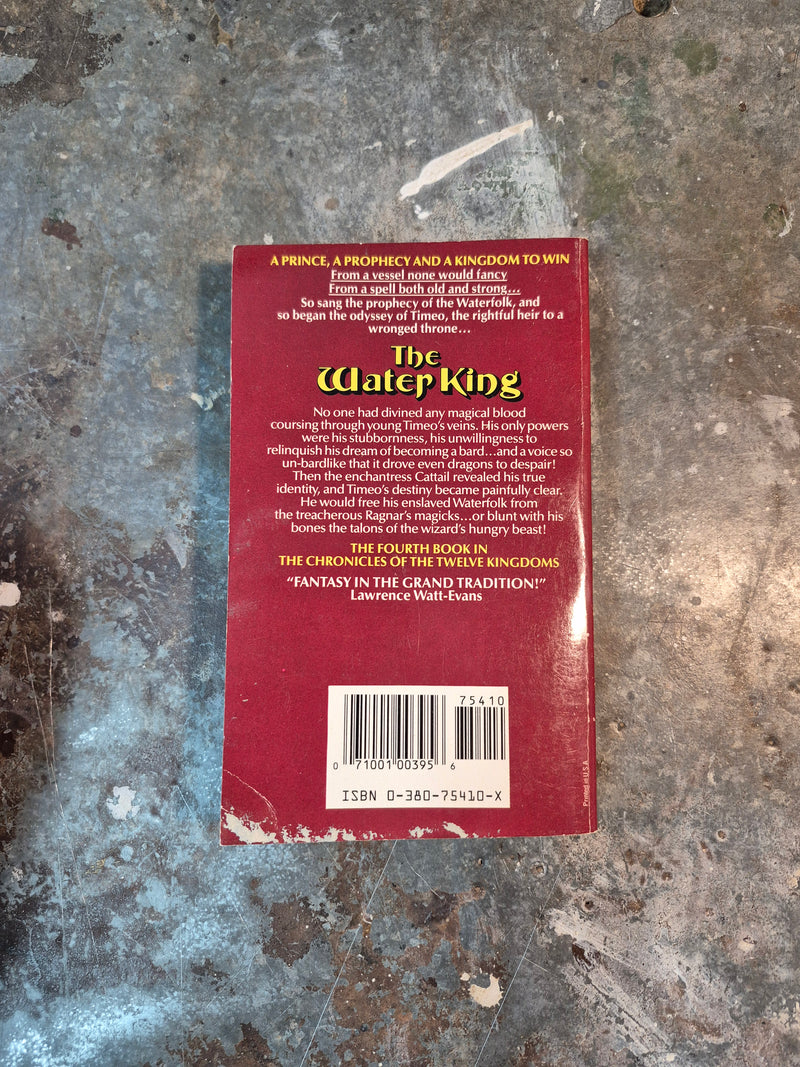 A PRINCE, A PROPHECY AND A KINGDOM TO WIN
From a vessel none would fancy
From a spell both old and strong...
So sang the prophecy of the Waterfolk, and
so began the odyssey of Timeo, the rightful heir to a
wronged throne...
The
Water King
No one had divined any magical blood
coursing through young Timeo's veins. His only powers
were his stubbornness, his unwillingness to
relinquish his dream of becoming a bard...and a voice so
un-bardlike that it drove even dragons to despair!
Then the enchantress Cattail revealed his true
identity, and Timeo's destiny became painfully clear.
He would free his enslaved Waterfolk from
the treacherous Ragnar's magicks...or blunt with his
bones the talons of the wizard's hungry beast!
THE FOURTH BOOK IN
THE CHRONICLES OF THE TWELVE KINGDOMS
"FANTASY IN THE GRAND TRADITION!"
Lawrence Watt-Evans
75410
0 71001 00395 6
ISBN 0-380-75410-X
Printed in U.S.A.